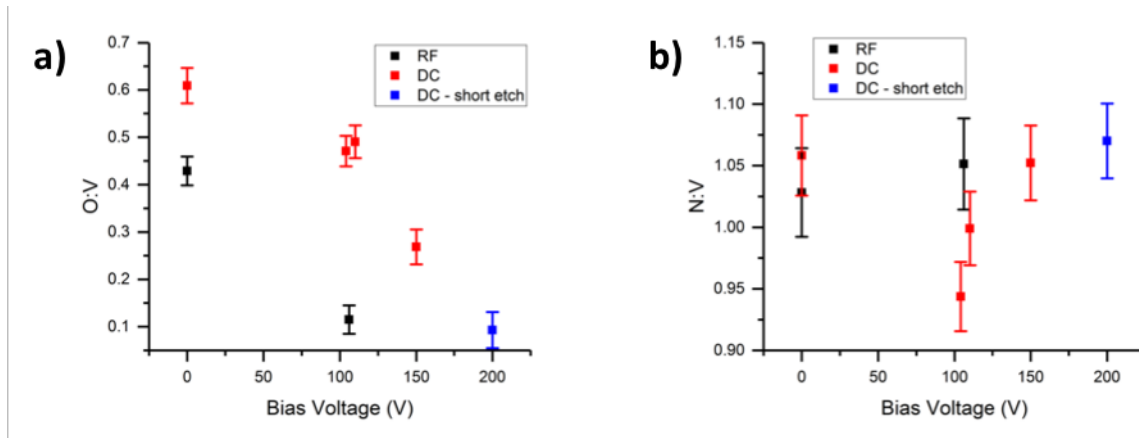 a)
0.7
0.6
0.5
0.4
0.3
0.2
0.1
O:V
RF
DC
DC - short etch
0
50
100
150
200
Bias Voltage (V)
b)
1.15
1.10
1.05
1.00
0.95
0.90
N:V
RF
DC
DC - short etch
0
50
100
150
200
Bias Voltage (V)